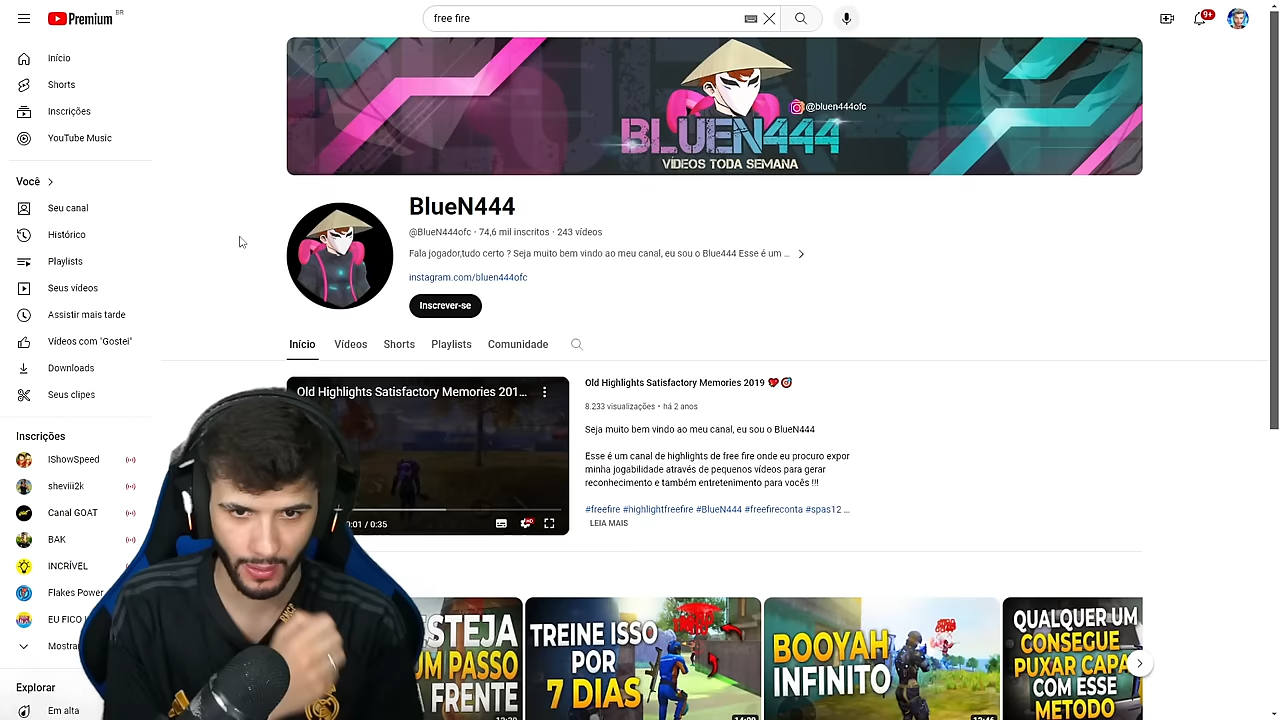 Premium BR
free fire
9+
Início
Shorts
Inscrições
YouTube Music
Você
Seu canal
Histórico
Playlists
Seus vídeos
Assistir mais tarde
Vídeos com "Gostei"
Downloads
Seus clipes
Inscrições
IShowSpeed
sheviii2k
Canal GOAT
BAK
INCRÍVEL
Flakes Power
EU FICO
Mostrar
Explorar
Em alta
@bluen444ofc
BLUEN444
VÍDEOS TODA SEMANA
BlueN444
@BlueN444ofc · 74,6 mil inscritos · 243 vídeos
Fala jogador,tudo certo ? Seja muito bem vindo ao meu canal, eu sou o Blue444 Esse é um ...
instagram.com/bluen444ofc
Inscrever-se
Início Vídeos Shorts Playlists Comunidade
Old Highlights Satisfactory Memories 201...
0:01 / 0:35
HD
Old Highlights Satisfactory Memories 2019
8.233 visualizações • há 2 anos
Seja muito bem vindo ao meu canal, eu sou o BlueN444
Esse é um canal de highlights de free fire onde eu procuro expor
minha jogabilidade através de pequenos vídeos para gerar
reconhecimento e também entretenimento para vocês !!!
#freefire #highlightfreefire #BlueN444 #freefireconta #spas12 ...
LEIA MAIS
ESTEJA
UM PASSO
FRENTE
TREINE ISSO
POR
7 DIAS
BOOYAH
INFINITO
QUALQUER UM
CONSEGUE
PUXAR CAPA
COM ESSE
METODO